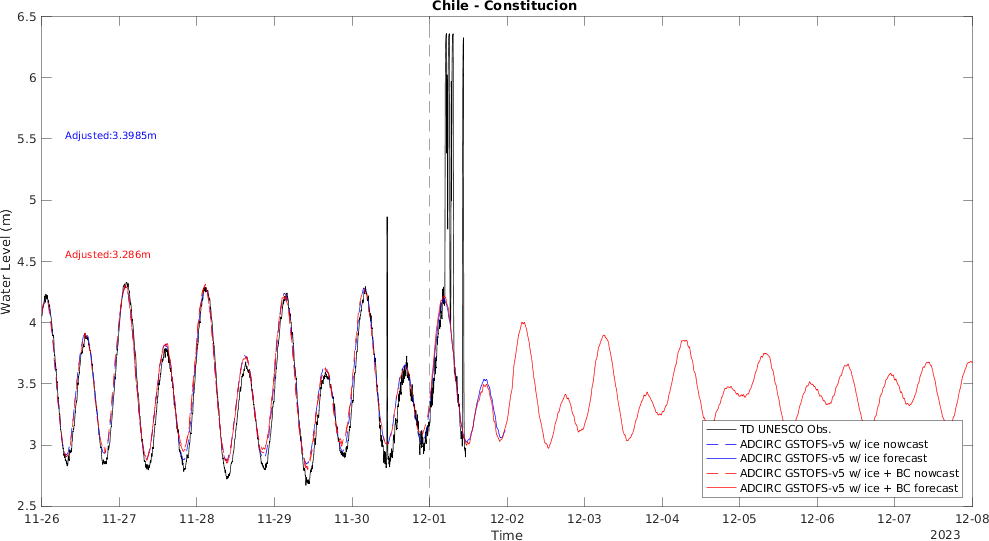 Chile - Constitucion
6.5
6
5.5
5
4.5
4
3.5
3
2.5
Water Level (m)
Adjusted:3.3985m
Adjusted:3.286m
TD UNESCO Obs.
ADCIRC GSTOFS-v5 w/ ice nowcast
ADCIRC GSTOFS-v5 w/ ice forecast
ADCIRC GSTOFS-v5 w/ ice + BC nowcast
ADCIRC GSTOFS-v5 w/ ice + BC forecast
11-26 11-27 11-28 11-29 11-30 12-01 12-02 12-03 12-04 12-05 12-06 12-07 12-08
Time
2023